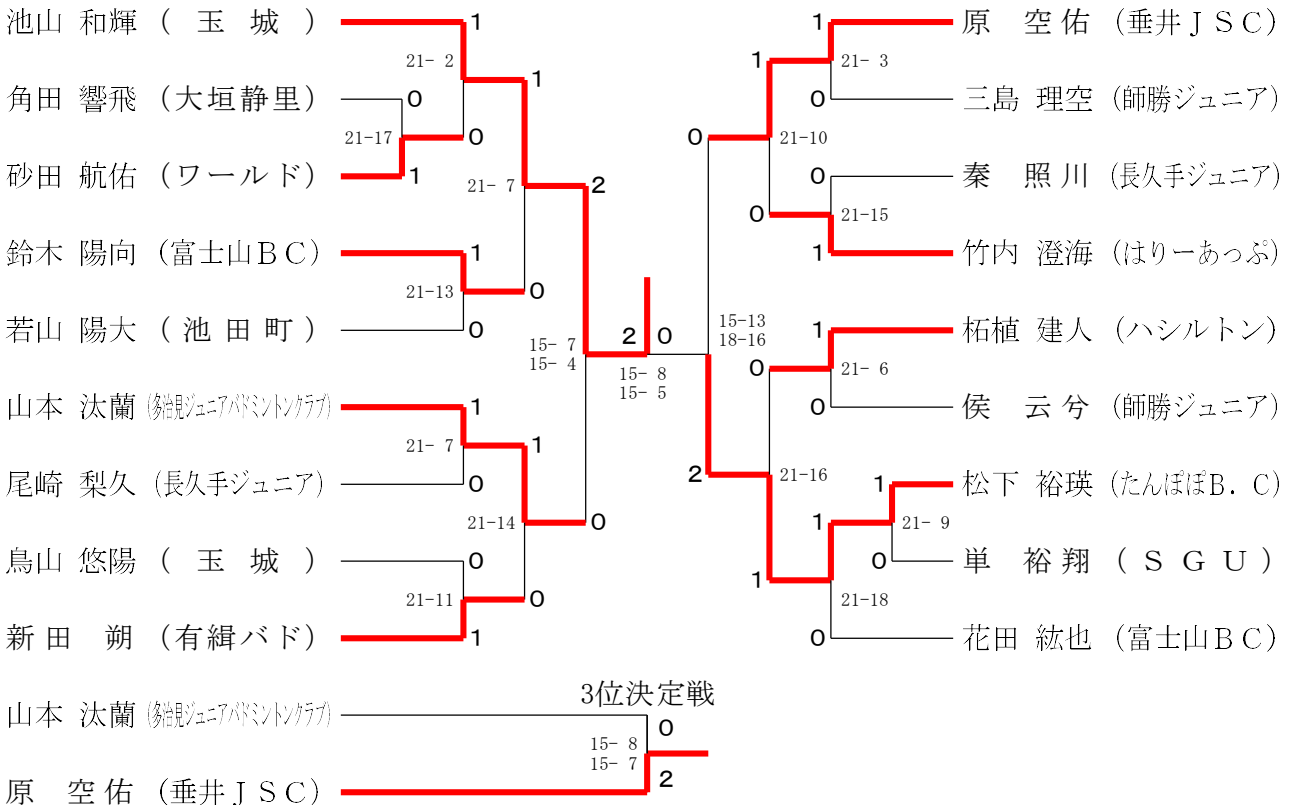 池山 和輝 ( 玉 城 )
1
21- 2
1
角田 響飛 (大垣静里)
0
21-17
0
砂田 航佑 (ワールド)
1
21- 7
2
鈴木 陽向 (富士山BC)
1
21-13
0
若山 陽大 ( 池 田 町 )
0
15- 7
15- 4
山本 汰蘭 (多治見ジュニアバドミントンクラブ)
1
21- 7
1
尾崎 梨久 (長久手ジュニア)
0
21-14
0
鳥山 悠陽 ( 玉 城 )
0
21-11
0
新田 朔 (有緝バド)
1
2 0
15- 8
15- 5
1
原 空佑 (垂井JSC)
1
21- 3
0
三島 理空 (師勝ジュニア)
0
21-10
0
秦 照川 (長久手ジュニア)
0
21-15
1
竹内 澄海 (はりーあっぷ)
15-13
18-16
1
柘植 建人 (ハシルトン)
0
21- 6
0
侯 云兮 (師勝ジュニア)
2
21-16
1
松下 裕瑛 (たんぽぽB. C)
1
21- 9
0
単 裕翔 ( S G U )
1
21-18
0
花田 紘也 (富士山BC)
3位決定戦
山本 汰蘭 (多治見ジュニアバドミントンクラブ)
0
15- 8
15- 7
2
原 空佑 (垂井JSC)